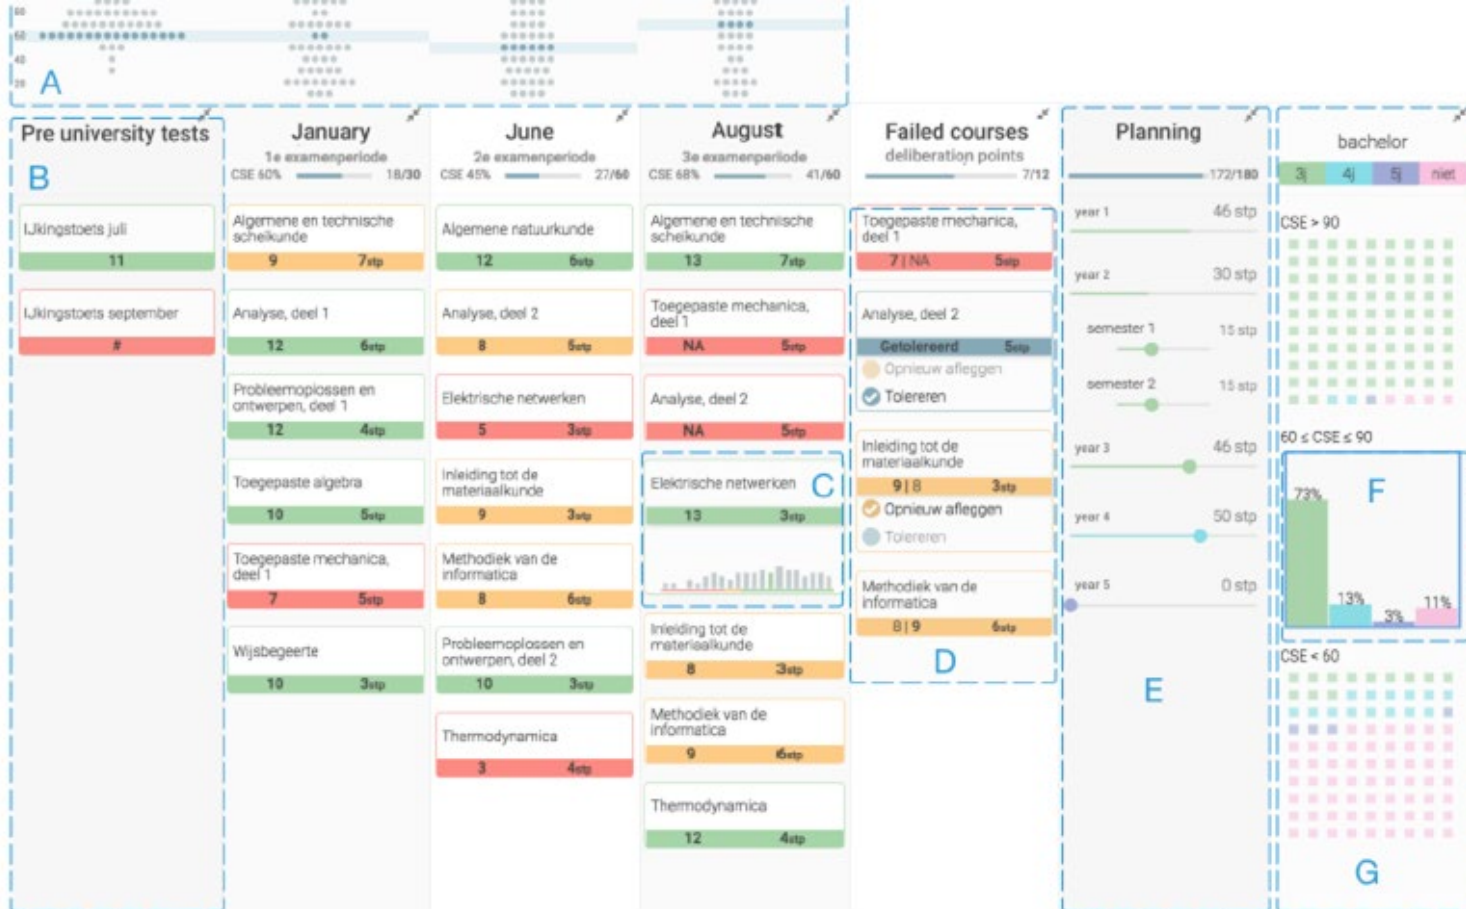 80
60
40
20
A
Pre university tests
B
IJkingstoets juli
11
IJkingstoets september
#
January
1e examenperiode
CSE 60% 18/30
Algemene en technische
scheikunde
9 7stp
Analyse, deel 1
12 6stp
Probleemoplossen en
ontwerpen, deel 1
12 4stp
Toegepaste algebra
10 5stp
Toegepaste mechanica,
deel 1
7 5stp
Wijsbegeerte
10 3stp
June
2e examenperiode
CSE 45% 27/60
Algemene natuurkunde
12 6stp
Analyse, deel 2
8 5stp
Elektrische netwerken
5 3stp
Inleiding tot de
materiaalkunde
9 3stp
Methodiek van de
informatica
8 6stp
Probleemoplossen en
ontwerpen, deel 2
10 3stp
Thermodynamica
3 4stp
August
3e examenperiode
CSE 68% 41/60
Algemene en technische
scheikunde
13 7stp
Toegepaste mechanica,
deel 1
NA 5stp
Analyse, deel 2
NA 5stp
Elektrische netwerken C
13 3stp
Inleiding tot de
materiaalkunde
8 3stp
Methodiek van de
informatica
9 6stp
Thermodynamica
12 4stp
Failed courses
deliberation points
7/12
Toegepaste mechanica,
deel 1
7 | NA 5stp
Analyse, deel 2
Getolereerd 5stp
Opnieuw afleggen
Tolereren
Inleiding tot de
materiaalkunde
9 | 8 3stp
Opnieuw afleggen
Tolereren
Methodiek van de
informatica
8 | 9 6stp
D
Planning
172/180
year 1 46 stp
year 2 30 stp
semester 1 15 stp
semester 2 15 stp
year 3 46 stp
year 4 50 stp
year 5 0 stp
E
bachelor
3j 4j 5j niet
CSE > 90
60 ≤ CSE ≤ 90
F
73%
13%
3%
11%
CSE < 60
G